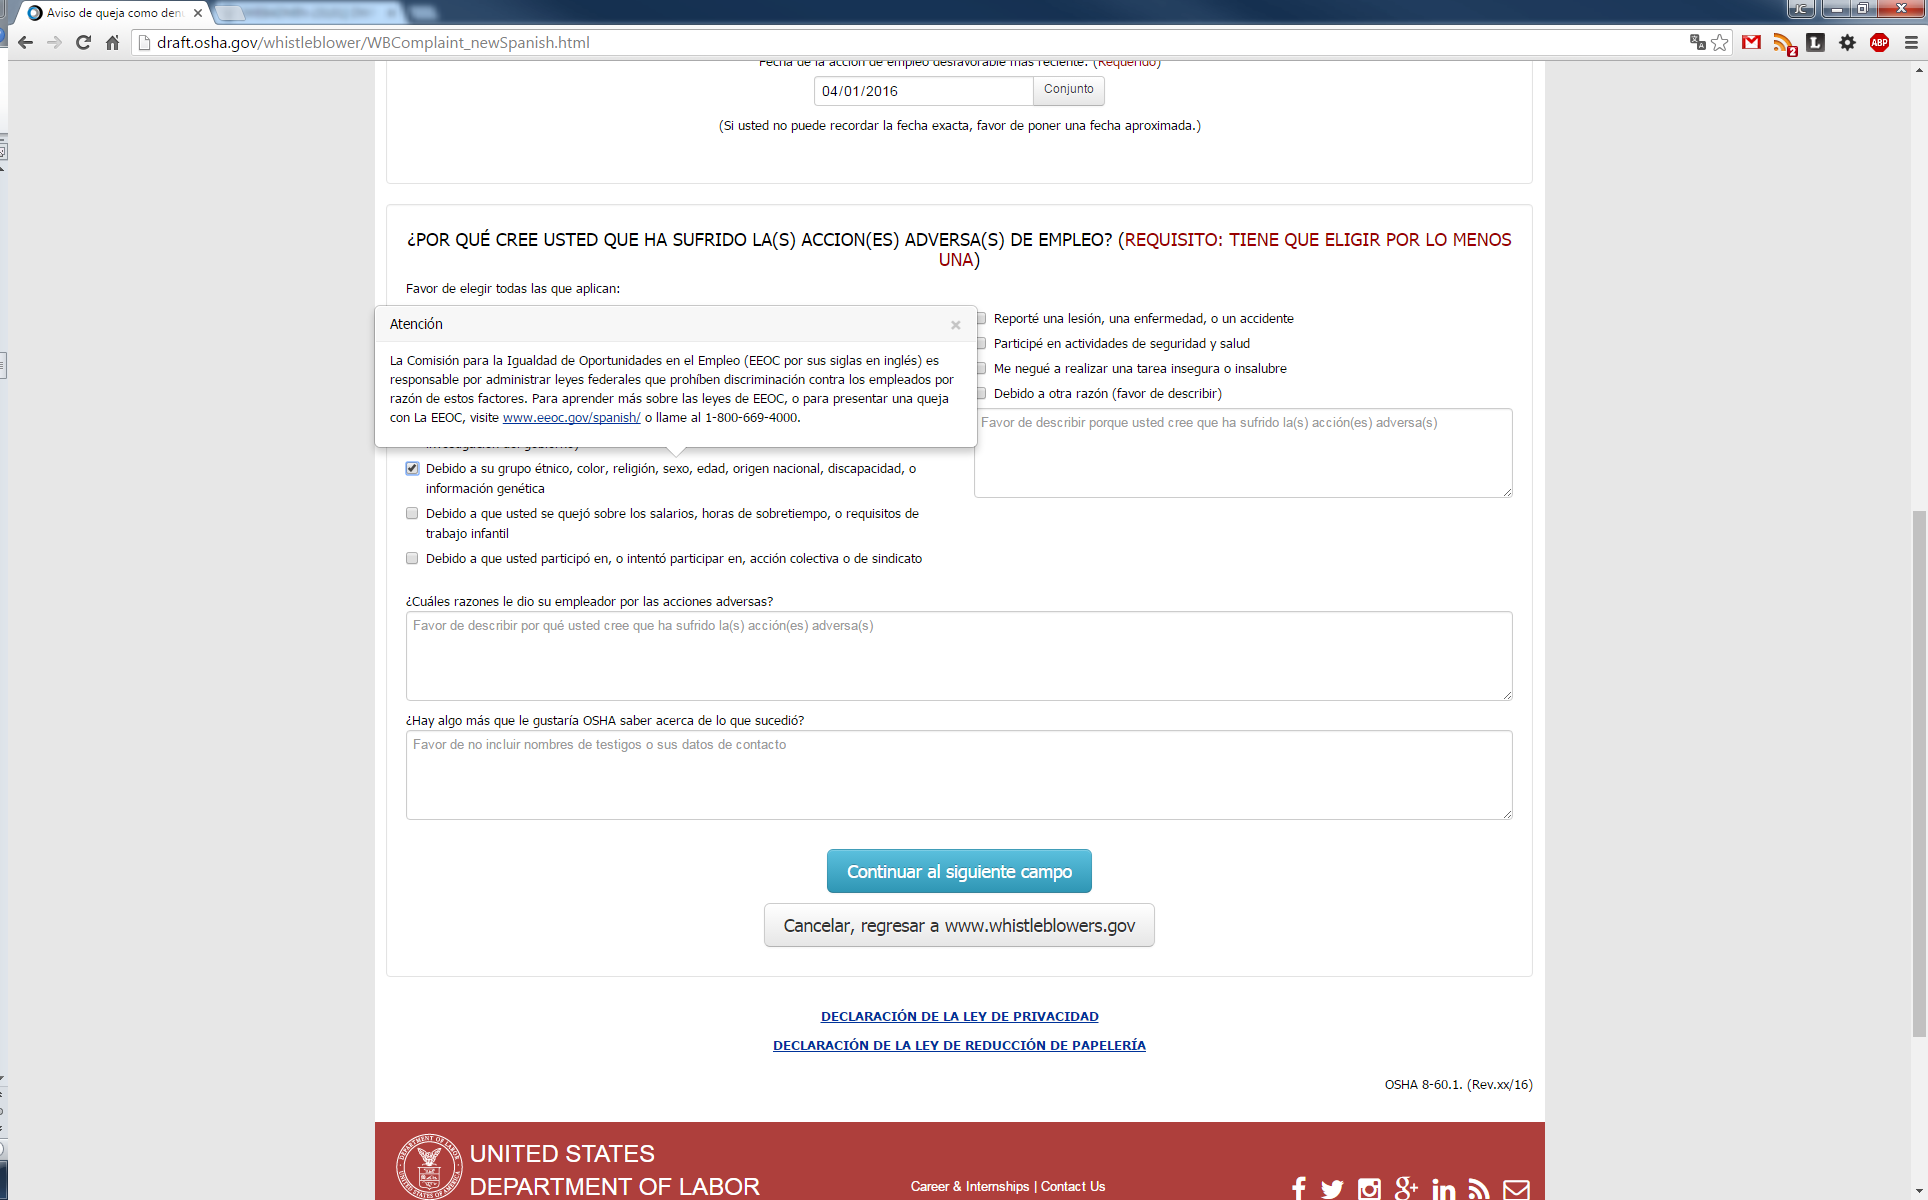 Aviso de queja como den
JC
draft.osha.gov/whistleblower/WBComplaint_newSpanish.html
2
L
ABP
Fecha de la acción de empleo desfavorable más reciente. (Requerido)
04/01/2016
Conjunto
(Si usted no puede recordar la fecha exacta, favor de poner una fecha aproximada.)
¿POR QUÉ CREE USTED QUE HA SUFRIDO LA(S) ACCION(ES) ADVERSA(S) DE EMPLEO? (REQUISITO: TIENE QUE ELIGIR POR LO MENOS
UNA)
Favor de elegir todas las que aplican:
Atención
×
La Comisión para la Igualdad de Oportunidades en el Empleo (EEOC por sus siglas en inglés) es
responsable por administrar leyes federales que prohíben discriminación contra los empleados por
razón de estos factores. Para aprender más sobre las leyes de EEOC, o para presentar una queja
con La EEOC, visite www.eeoc.gov/spanish/ o llame al 1-800-669-4000.
Debido a su grupo étnico, color, religión, sexo, edad, origen nacional, discapacidad, o
información genética
Debido a que usted se quejó sobre los salarios, horas de sobretiempo, o requisitos de
trabajo infantil
Debido a que usted participó en, o intentó participar en, acción colectiva o de sindicato
Reporté una lesión, una enfermedad, o un accidente
Participé en actividades de seguridad y salud
Me negué a realizar una tarea insegura o insalubre
Debido a otra razón (favor de describir)
Favor de describir porque usted cree que ha sufrido la(s) acción(es) adversa(s)
¿Cuáles razones le dio su empleador por las acciones adversas?
Favor de describir por qué usted cree que ha sufrido la(s) acción(es) adversa(s)
¿Hay algo más que le gustaría OSHA saber acerca de lo que sucedió?
Favor de no incluir nombres de testigos o sus datos de contacto
Continuar al siguiente campo
Cancelar, regresar a www.whistleblowers.gov
DECLARACIÓN DE LA LEY DE PRIVACIDAD
DECLARACIÓN DE LA LEY DE REDUCCIÓN DE PAPELERÍA
OSHA 8-60.1. (Rev.xx/16)
UNITED STATES
DEPARTMENT OF LABOR
Career & Internships | Contact Us